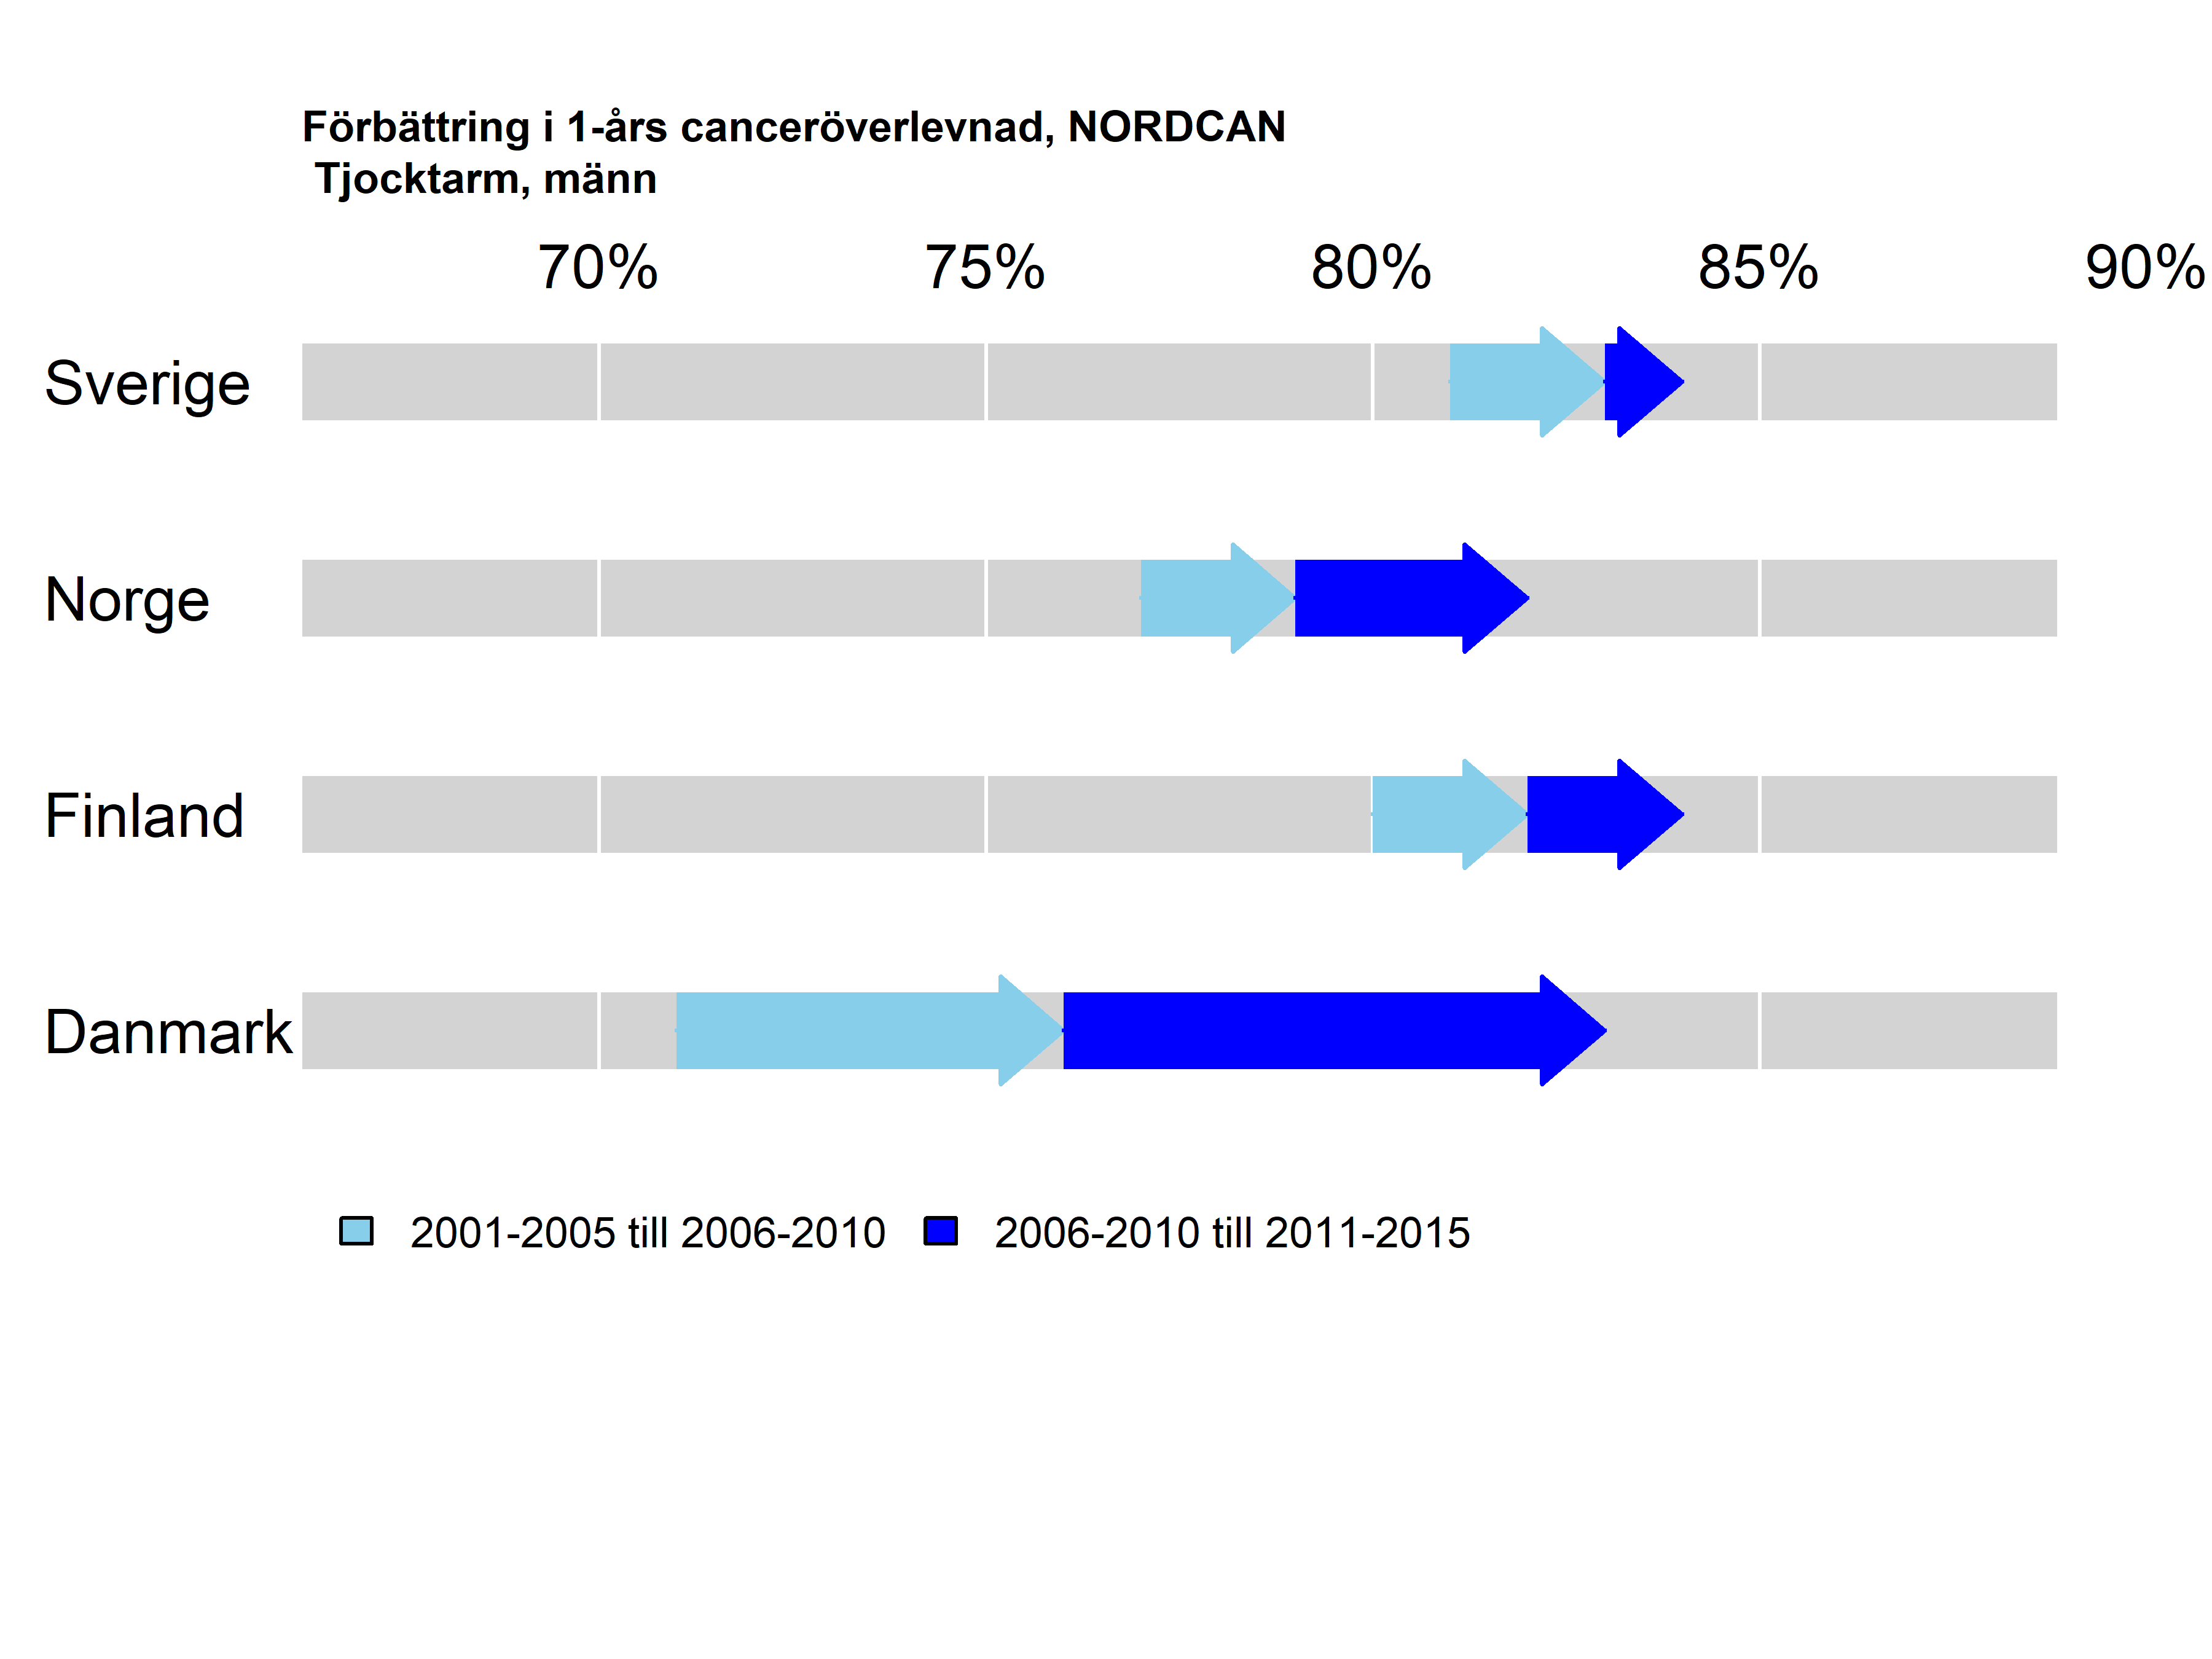 Förbättring i 1-års canceröverlevnad, NORDCAN
Tjocktarm, männ
70% 75% 80% 85% 90%
Sverige
Norge
Finland
Danmark
2001-2005 till 2006-2010 2006-2010 till 2011-2015